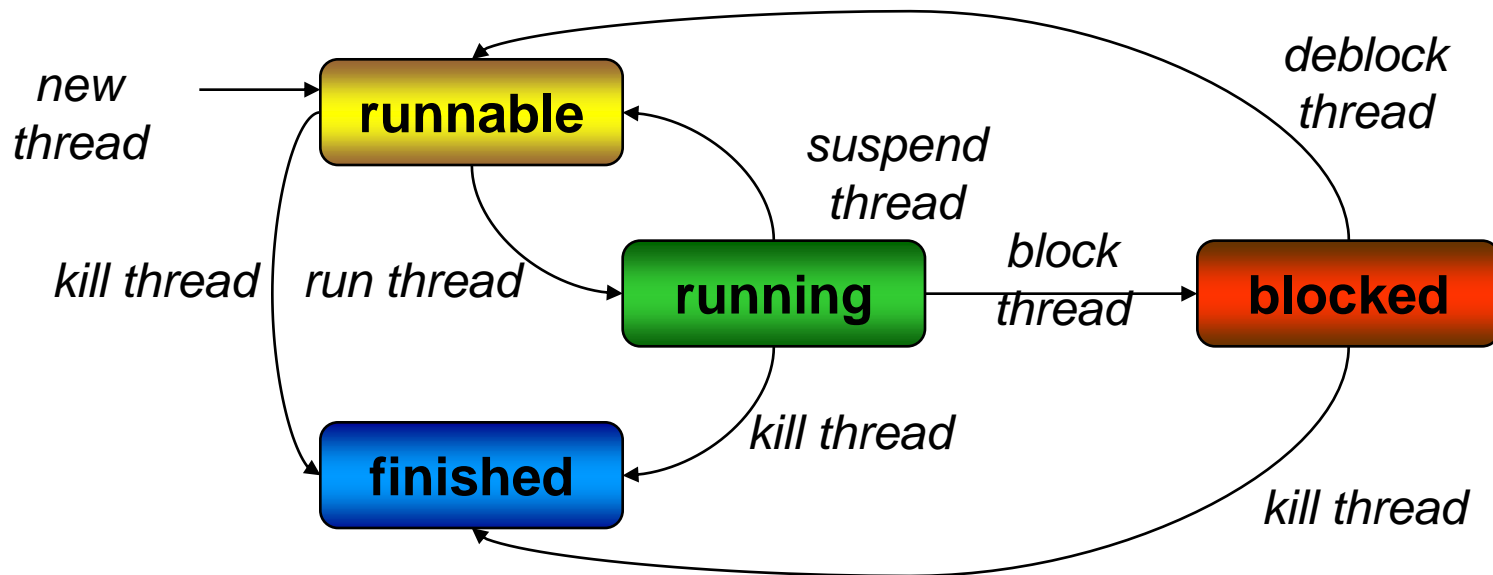 new
thread
runnable
deblock
thread
suspend
thread
kill thread
run thread
running
block
thread
blocked
finished
kill thread
kill thread